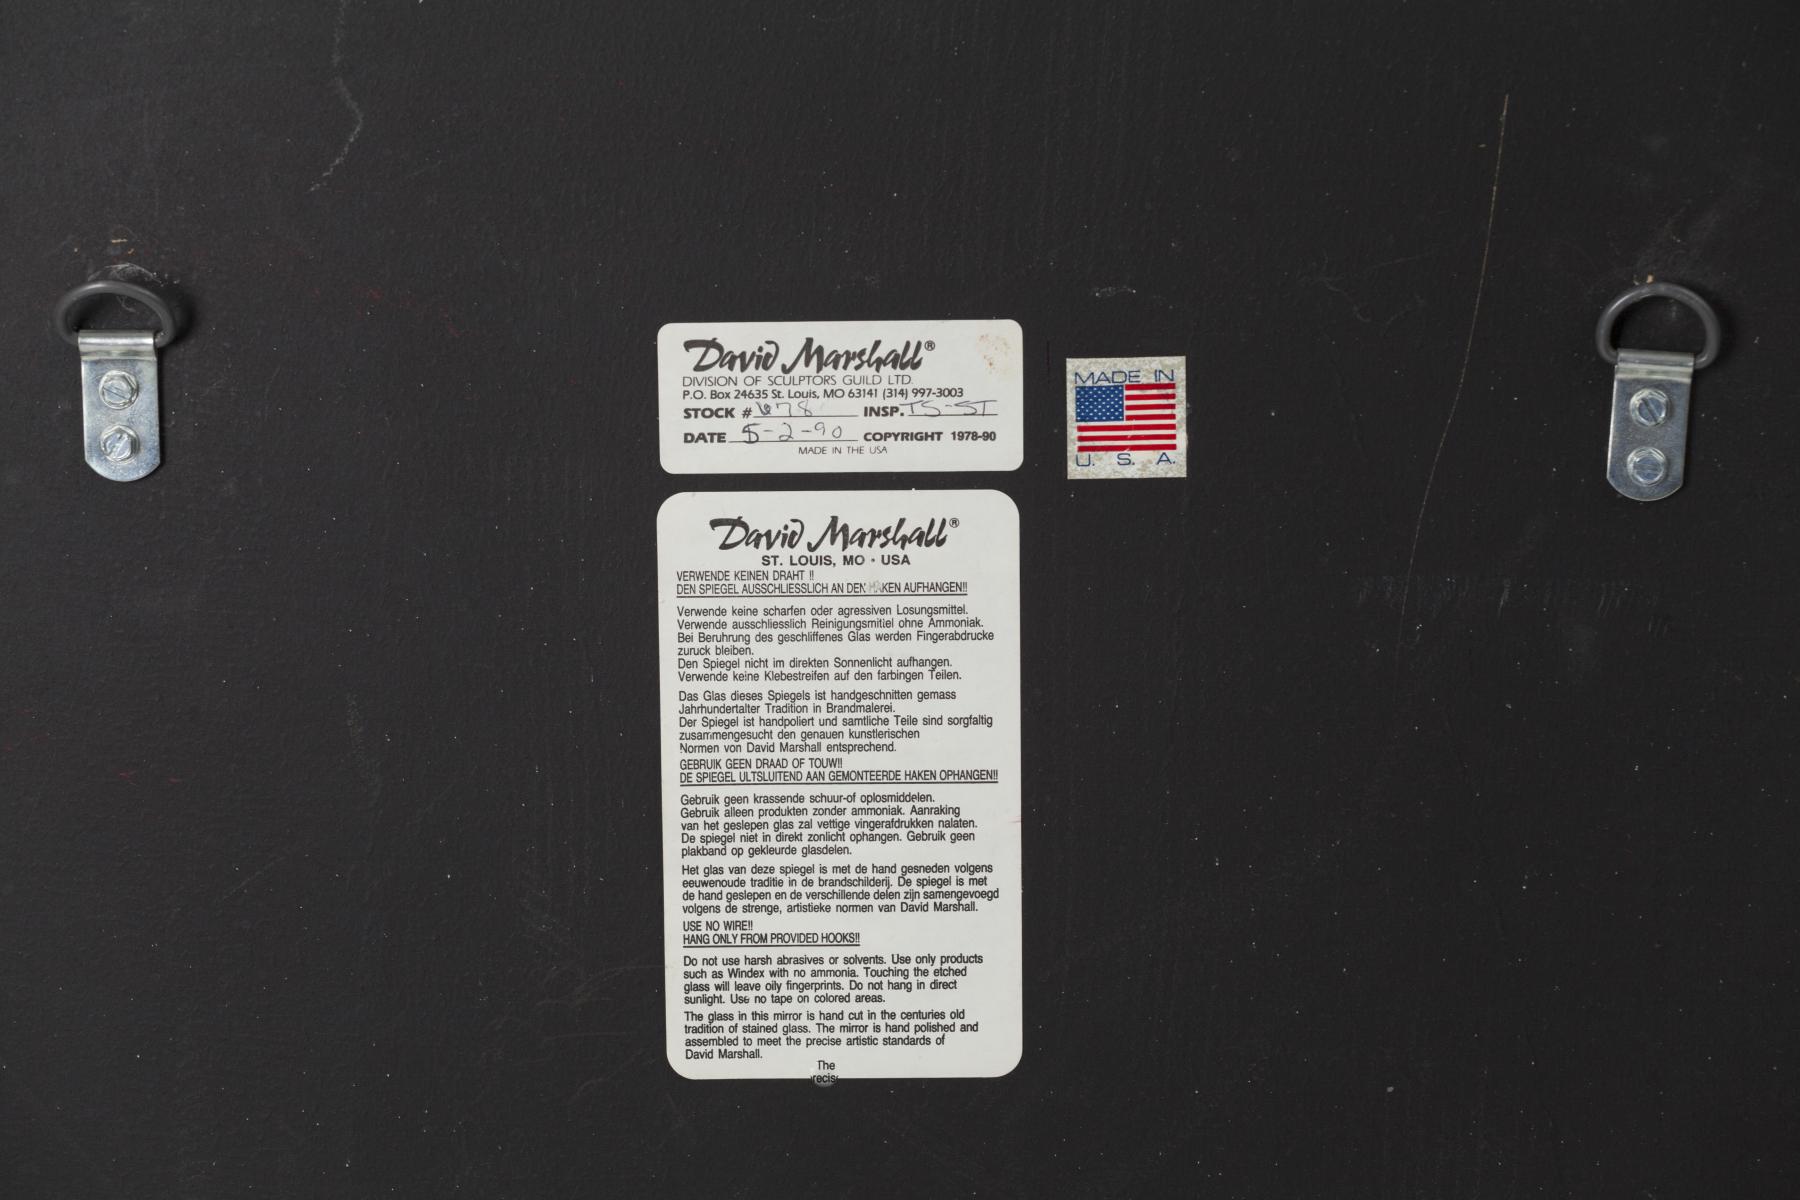 David Marshall®
DIVISION OF SCULPTORS GUILD LTD.
P.O. Box 24635 St. Louis, MO 63141 (314) 997-3003
STOCK # 678 INSP. TS-ST
DATE 5-2-90 COPYRIGHT 1978-90
MADE IN THE USA
MADE IN
U. S. A.
David Marshall®
ST. LOUIS, MO • USA
VERWENDE KEINEN DRAHT !!
DEN SPIEGEL AUSSCHLIESSLICH AN DEN HAKEN AUFHANGEN!!
Verwende keine scharfen oder agressiven Losungsmittel.
Verwende ausschliesslich Reinigungsmitiel ohne Ammoniak.
Bei Beruhrung des geschliffenes Glas werden Fingerabdrucke
zuruck bleiben.
Den Spiegel nicht im direkten Sonnenlicht aufhangen.
Verwende keine Klebestreifen auf den farbingen Teilen.
Das Glas dieses Spiegels ist handgeschnitten gemass
Jahrhundertalter Tradition in Brandmalerei.
Der Spiegel ist handpoliert und samtliche Teile sind sorgfaltig
zusammengesucht den genauen kunstlerischen
Normen von David Marshall entsprechend.
GEBRUIK GEEN DRAAD OF TOUW!!
DE SPIEGEL ULTSLUITEND AAN GEMONTEERDE HAKEN OPHANGEN!!
Gebruik geen krassende schuur-of oplosmiddelen.
Gebruik alleen produkten zonder ammoniak. Aanraking
van het geslepen glas zal vettige vingerafdrukken nalaten.
De spiegel niet in direkt zonlicht ophangen. Gebruik geen
plakband op gekleurde glasdelen.
Het glas van deze spiegel is met de hand gesneden volgens
eeuwenoude traditie in de brandschilderij. De spiegel is met
de hand geslepen en de verschillende delen zijn samengevoegd
volgens de strenge, artistieke normen van David Marshall.
USE NO WIRE!!
HANG ONLY FROM PROVIDED HOOKS!!
Do not use harsh abrasives or solvents. Use only products
such as Windex with no ammonia. Touching the etched
glass will leave oily fingerprints. Do not hang in direct
sunlight. Use no tape on colored areas.
The glass in this mirror is hand cut in the centuries old
tradition of stained glass. The mirror is hand polished and
assembled to meet the precise artistic standards of
David Marshall.
The
recis